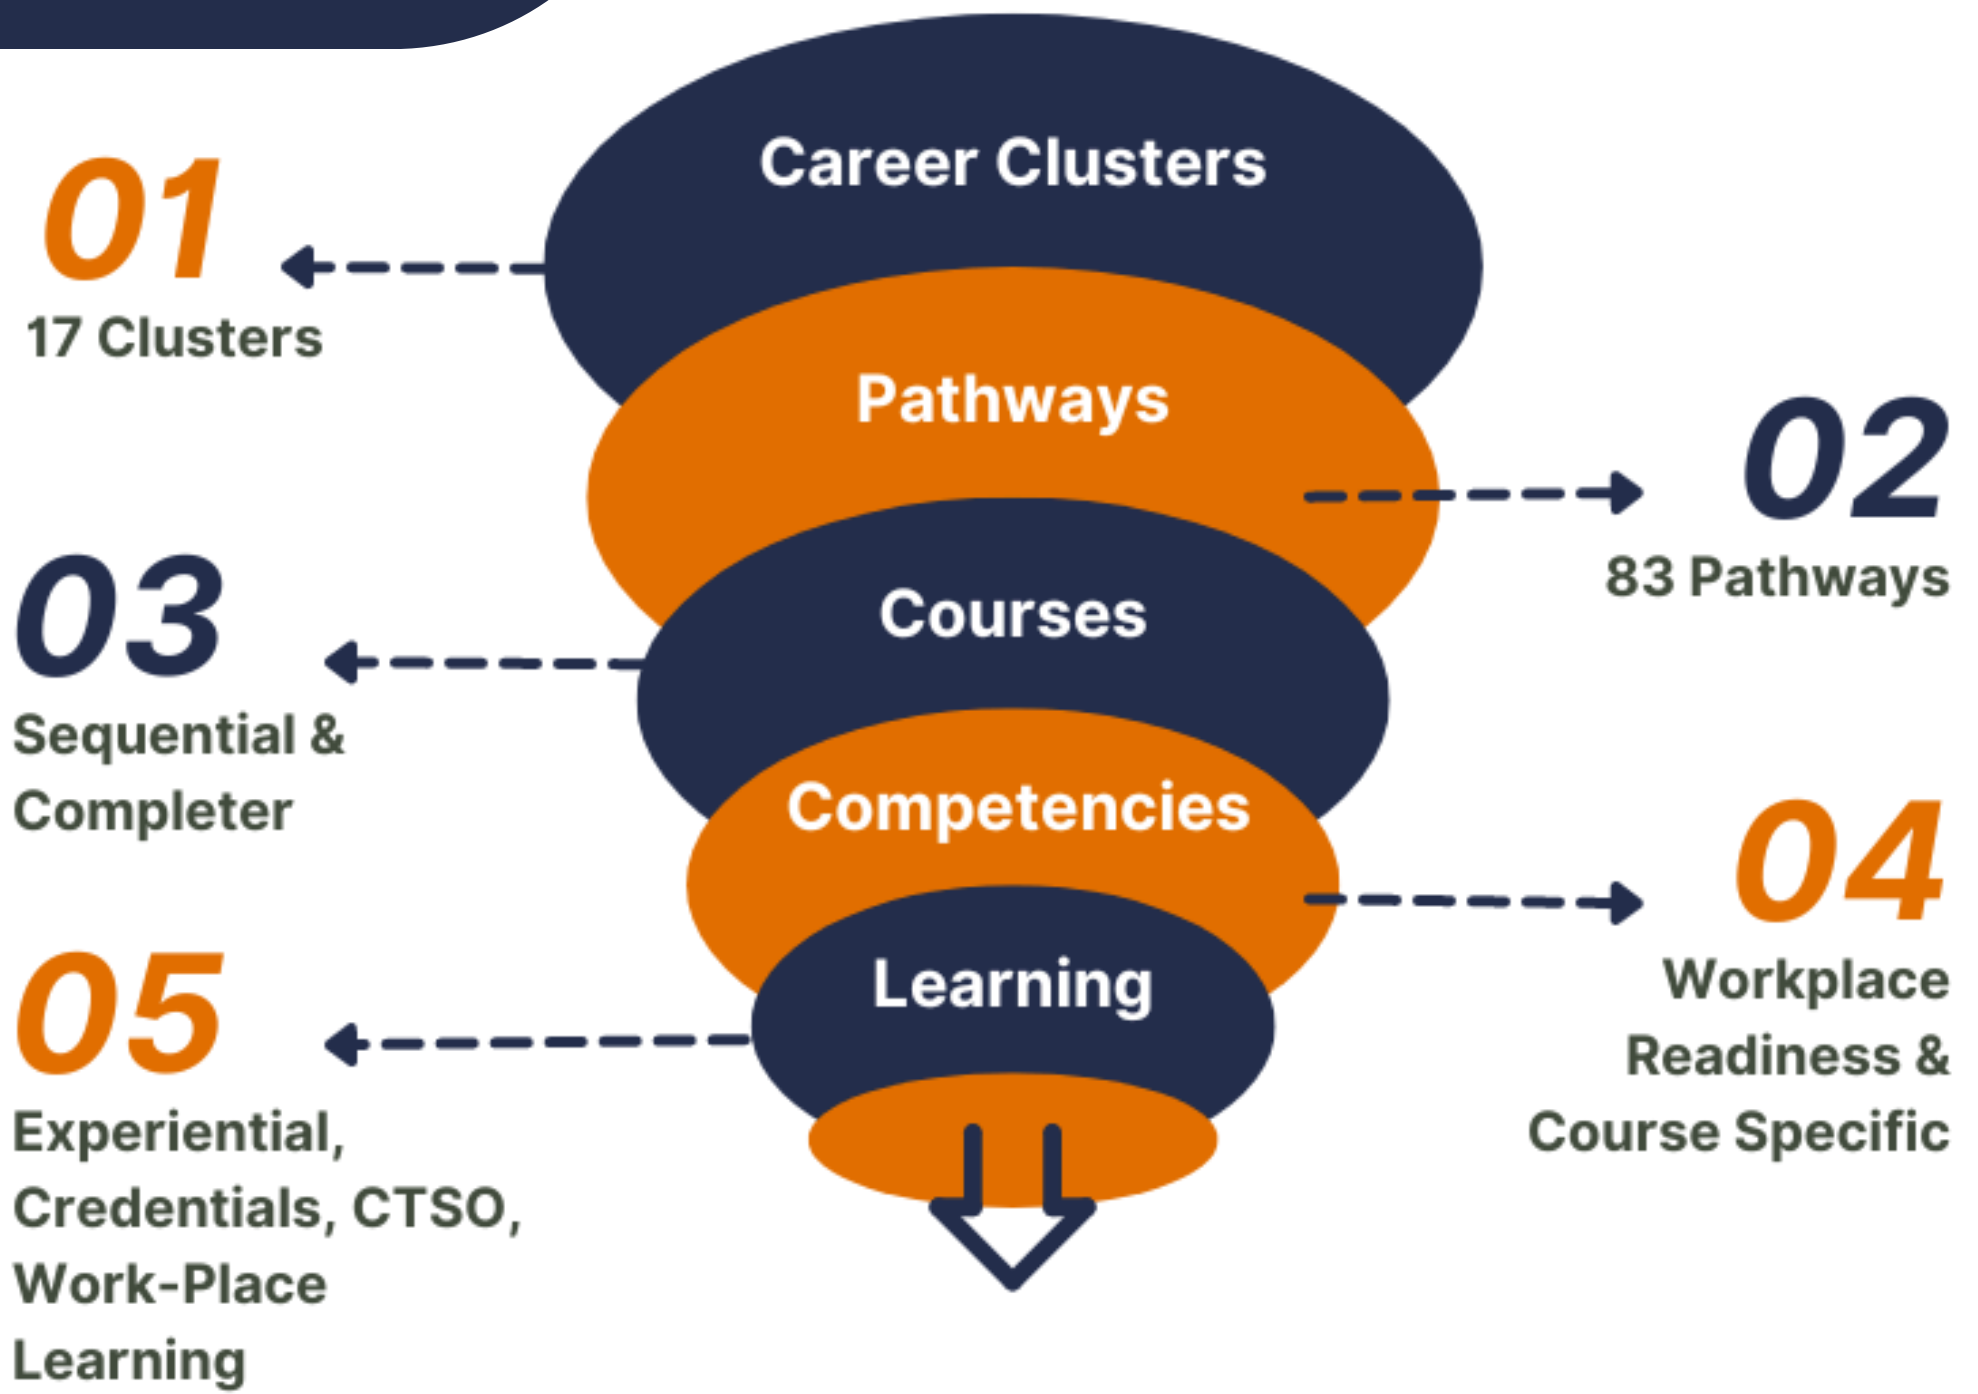 Career Clusters
01
17 Clusters
Pathways
02
83 Pathways
Courses
03
Sequential &
Completer
Competencies
04
Workplace
Readiness &
Course Specific
Learning
05
Experiential,
Credentials, CTSO,
Work-Place
Learning